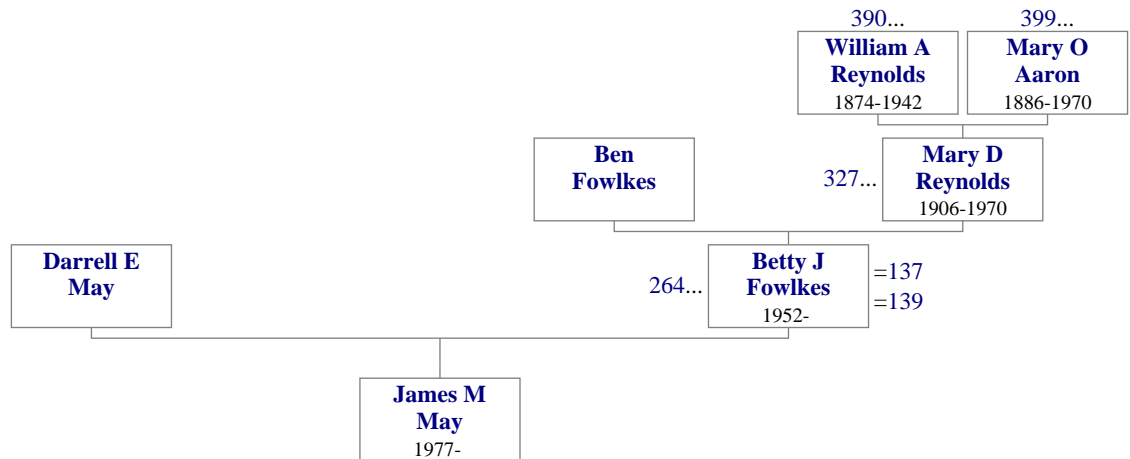 390...
399...
William A
Reynolds
1874-1942
Mary O
Aaron
1886-1970
Ben
Fowlkes
327...
Mary D
Reynolds
1906-1970
Darrell E
May
264...
Betty J
Fowlkes
1952-
=137
=139
James M
May
1977-